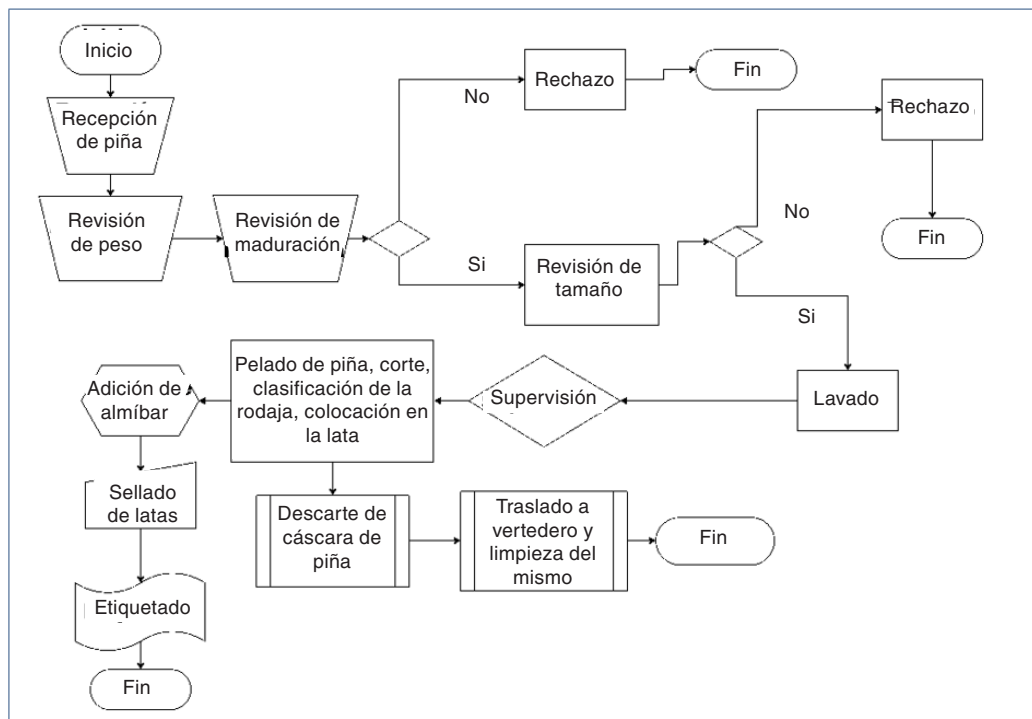 Inicio
Recepción
de piña
Revisión
de peso
Revisión de
maduración
No
Rechazo
Fin
Si
Revisión de
tamaño
No
Rechazo
Fin
Si
Lavado
Supervisión
Pelado de piña, corte,
clasificación de la
rodaja, colocación en
la lata
Adición de
almíbar
Sellado
de latas
Etiquetado
Fin
Descarte de
cáscara de
piña
Traslado a
vertedero y
limpieza del
mismo
Fin